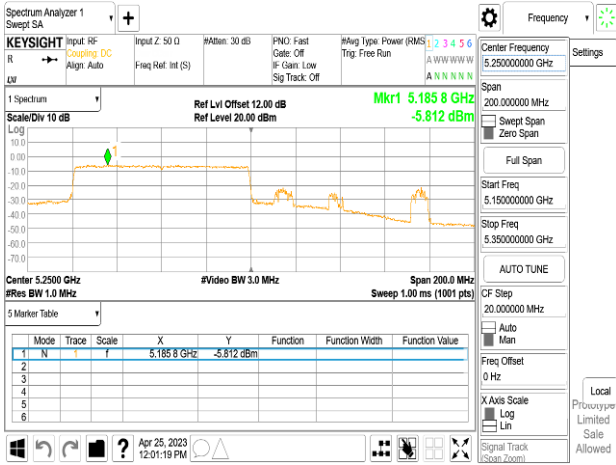 Spectrum Analyzer 1
Swept SA
+
Frequency
KEYSIGHT
R
Input: RF
Coupling: DC
Align: Auto
Input Z: 50 Ω
Freq Ref: Int (S)
#Atten: 30 dB
PNO: Fast
Gate: Off
IF Gain: Low
Sig Track: Off
#Avg Type: Power (RMS
Trig: Free Run
1 2 3 4 5 6
A W W W W W
A N N N N N
1 Spectrum
Scale/Div 10 dB
Ref Lvl Offset 12.00 dB
Ref Level 20.00 dBm
Mkr1 5.185 8 GHz
-5.812 dBm
Log
10.0
0.00
-10.0
-20.0
-30.0
-40.0
-50.0
-60.0
-70.0
1
Center 5.2500 GHz
#Res BW 1.0 MHz
#Video BW 3.0 MHz
Span 200.0 MHz
Sweep 1.00 ms (1001 pts)
5 Marker Table
Mode Trace Scale X Y Function Function Width Function Value
1 N 1 f 5.185 8 GHz -5.812 dBm
2
3
4
5
6
?
Apr 25, 2023
12:01:19 PM
Center Frequency
5.250000000 GHz
Settings
Span
200.000000 MHz
Swept Span
Zero Span
Full Span
Start Freq
5.150000000 GHz
Stop Freq
5.350000000 GHz
AUTO TUNE
CF Step
20.000000 MHz
Auto
Man
Freq Offset
0 Hz
X Axis Scale
Log
Lin
Signal Track
(Span Zoom)
Local
Prototype
Limited
Sale
Allowed